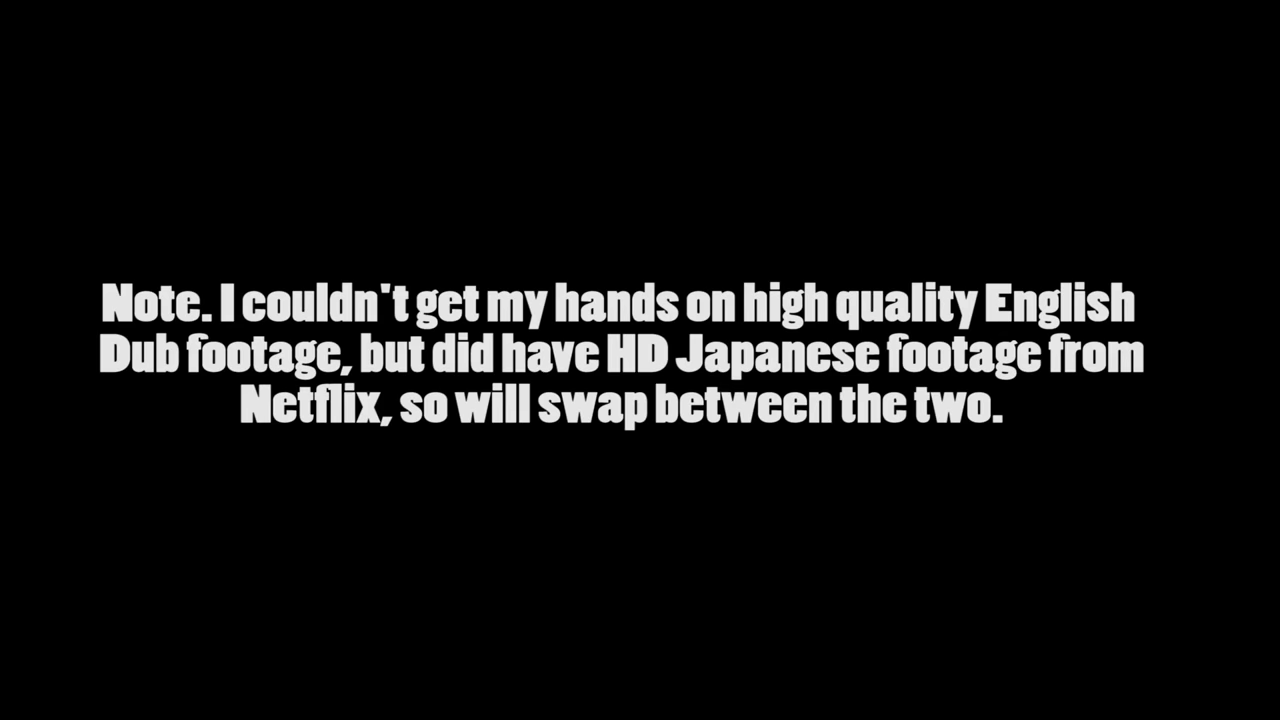 Note. I couldn't get my hands on high quality English
Dub footage, but did have HD Japanese footage from
Netflix, so will swap between the two.